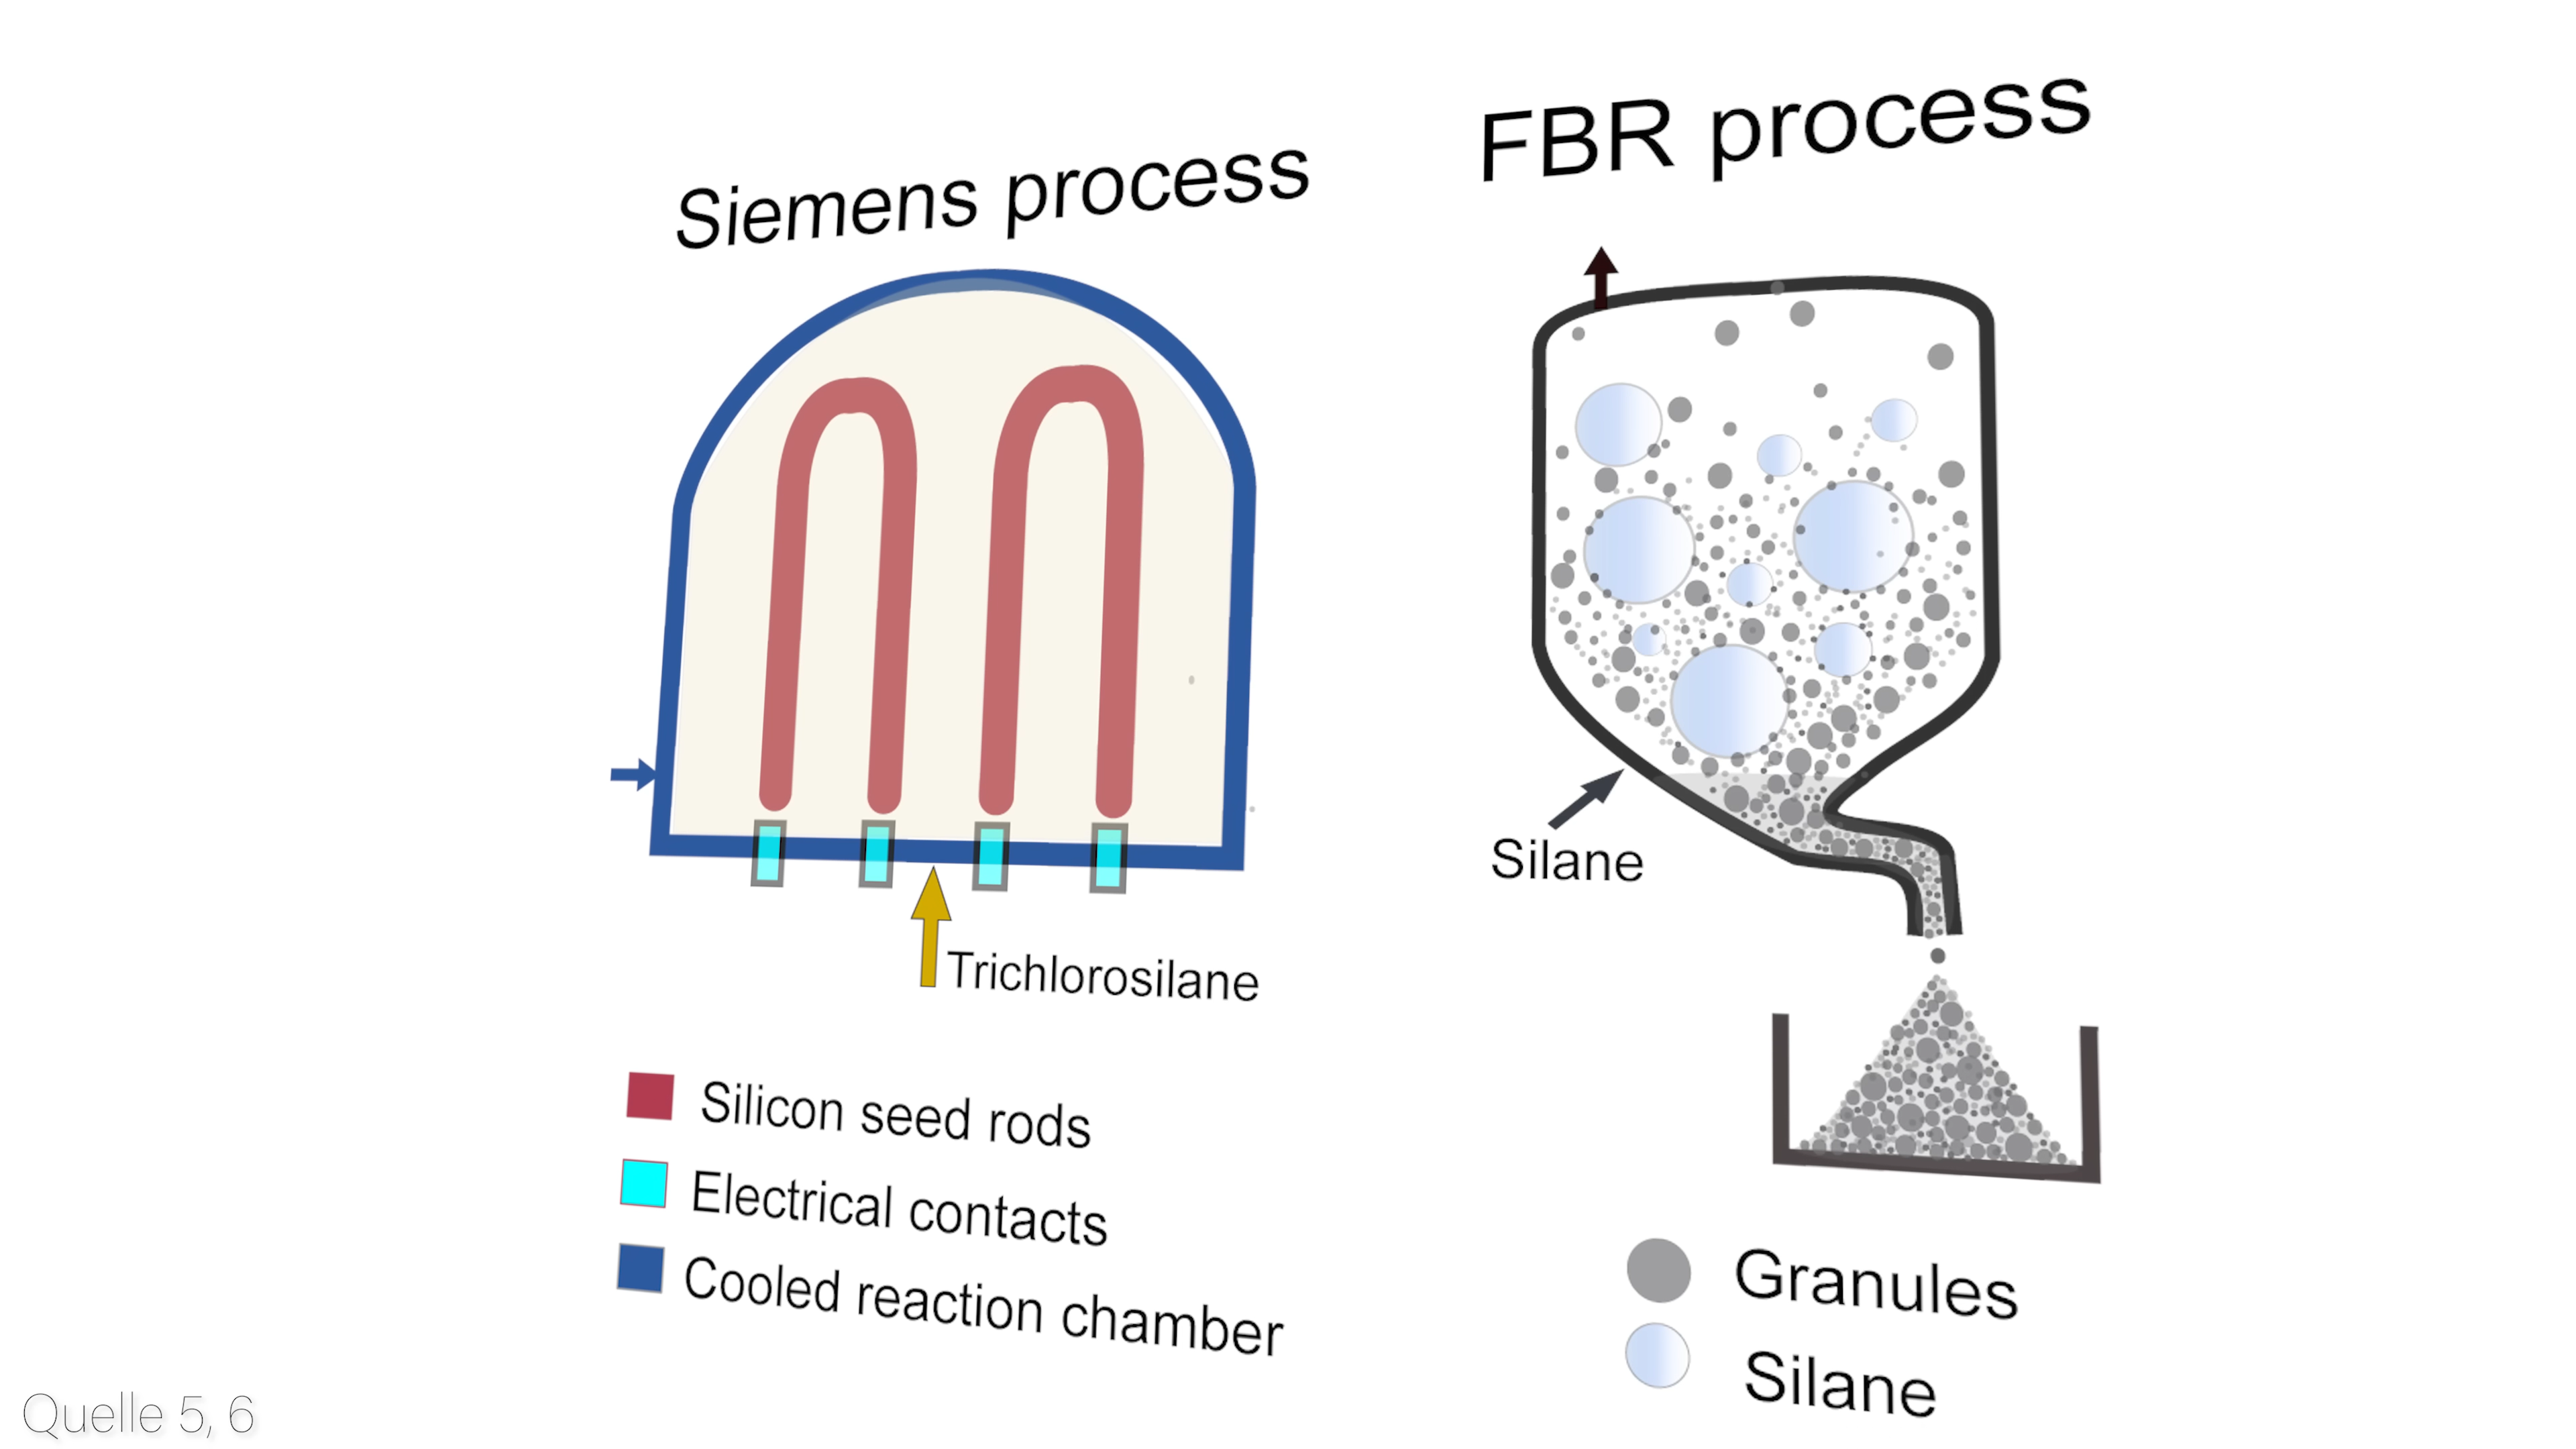 Siemens process
Trichlorosilane
Silicon seed rods
Electrical contacts
Cooled reaction chamber
FBR process
Silane
Granules
Silane
Quelle 5, 6